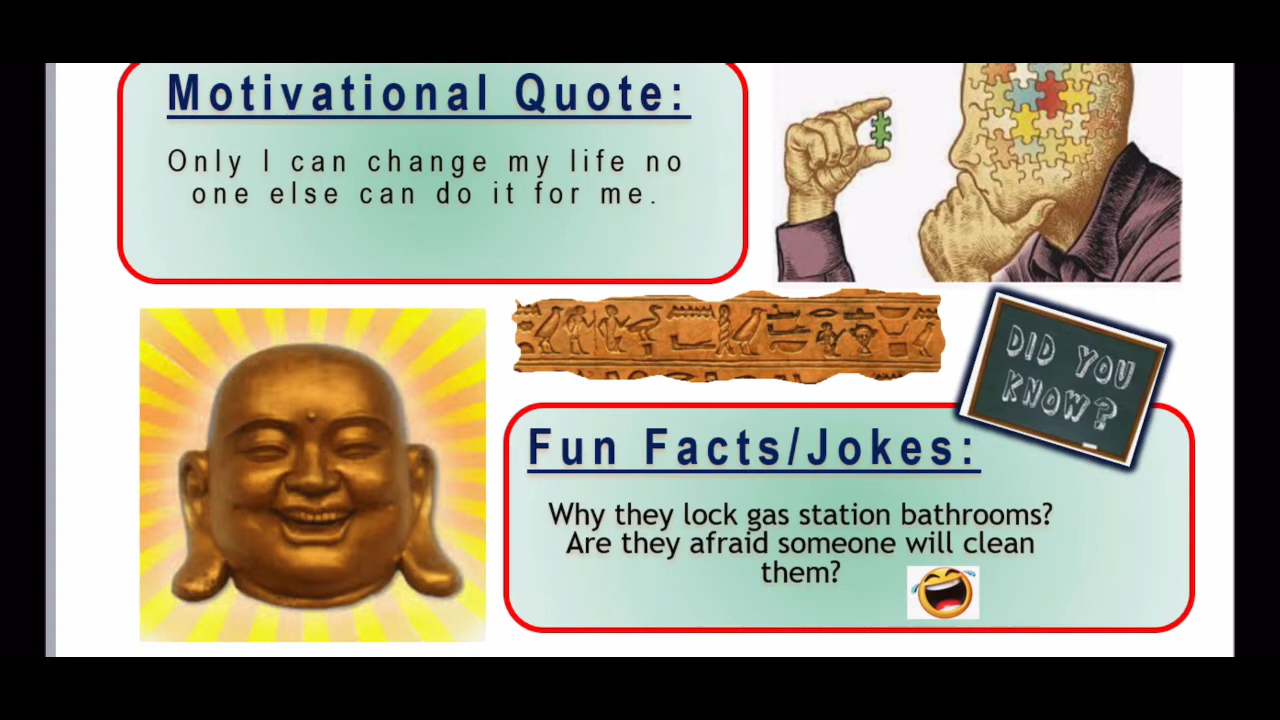 Motivational Quote:
Only I can change my life no
one else can do it for me.
DID YOU
KNOW?
Fun Facts/Jokes:
Why they lock gas station bathrooms?
Are they afraid someone will clean
them?